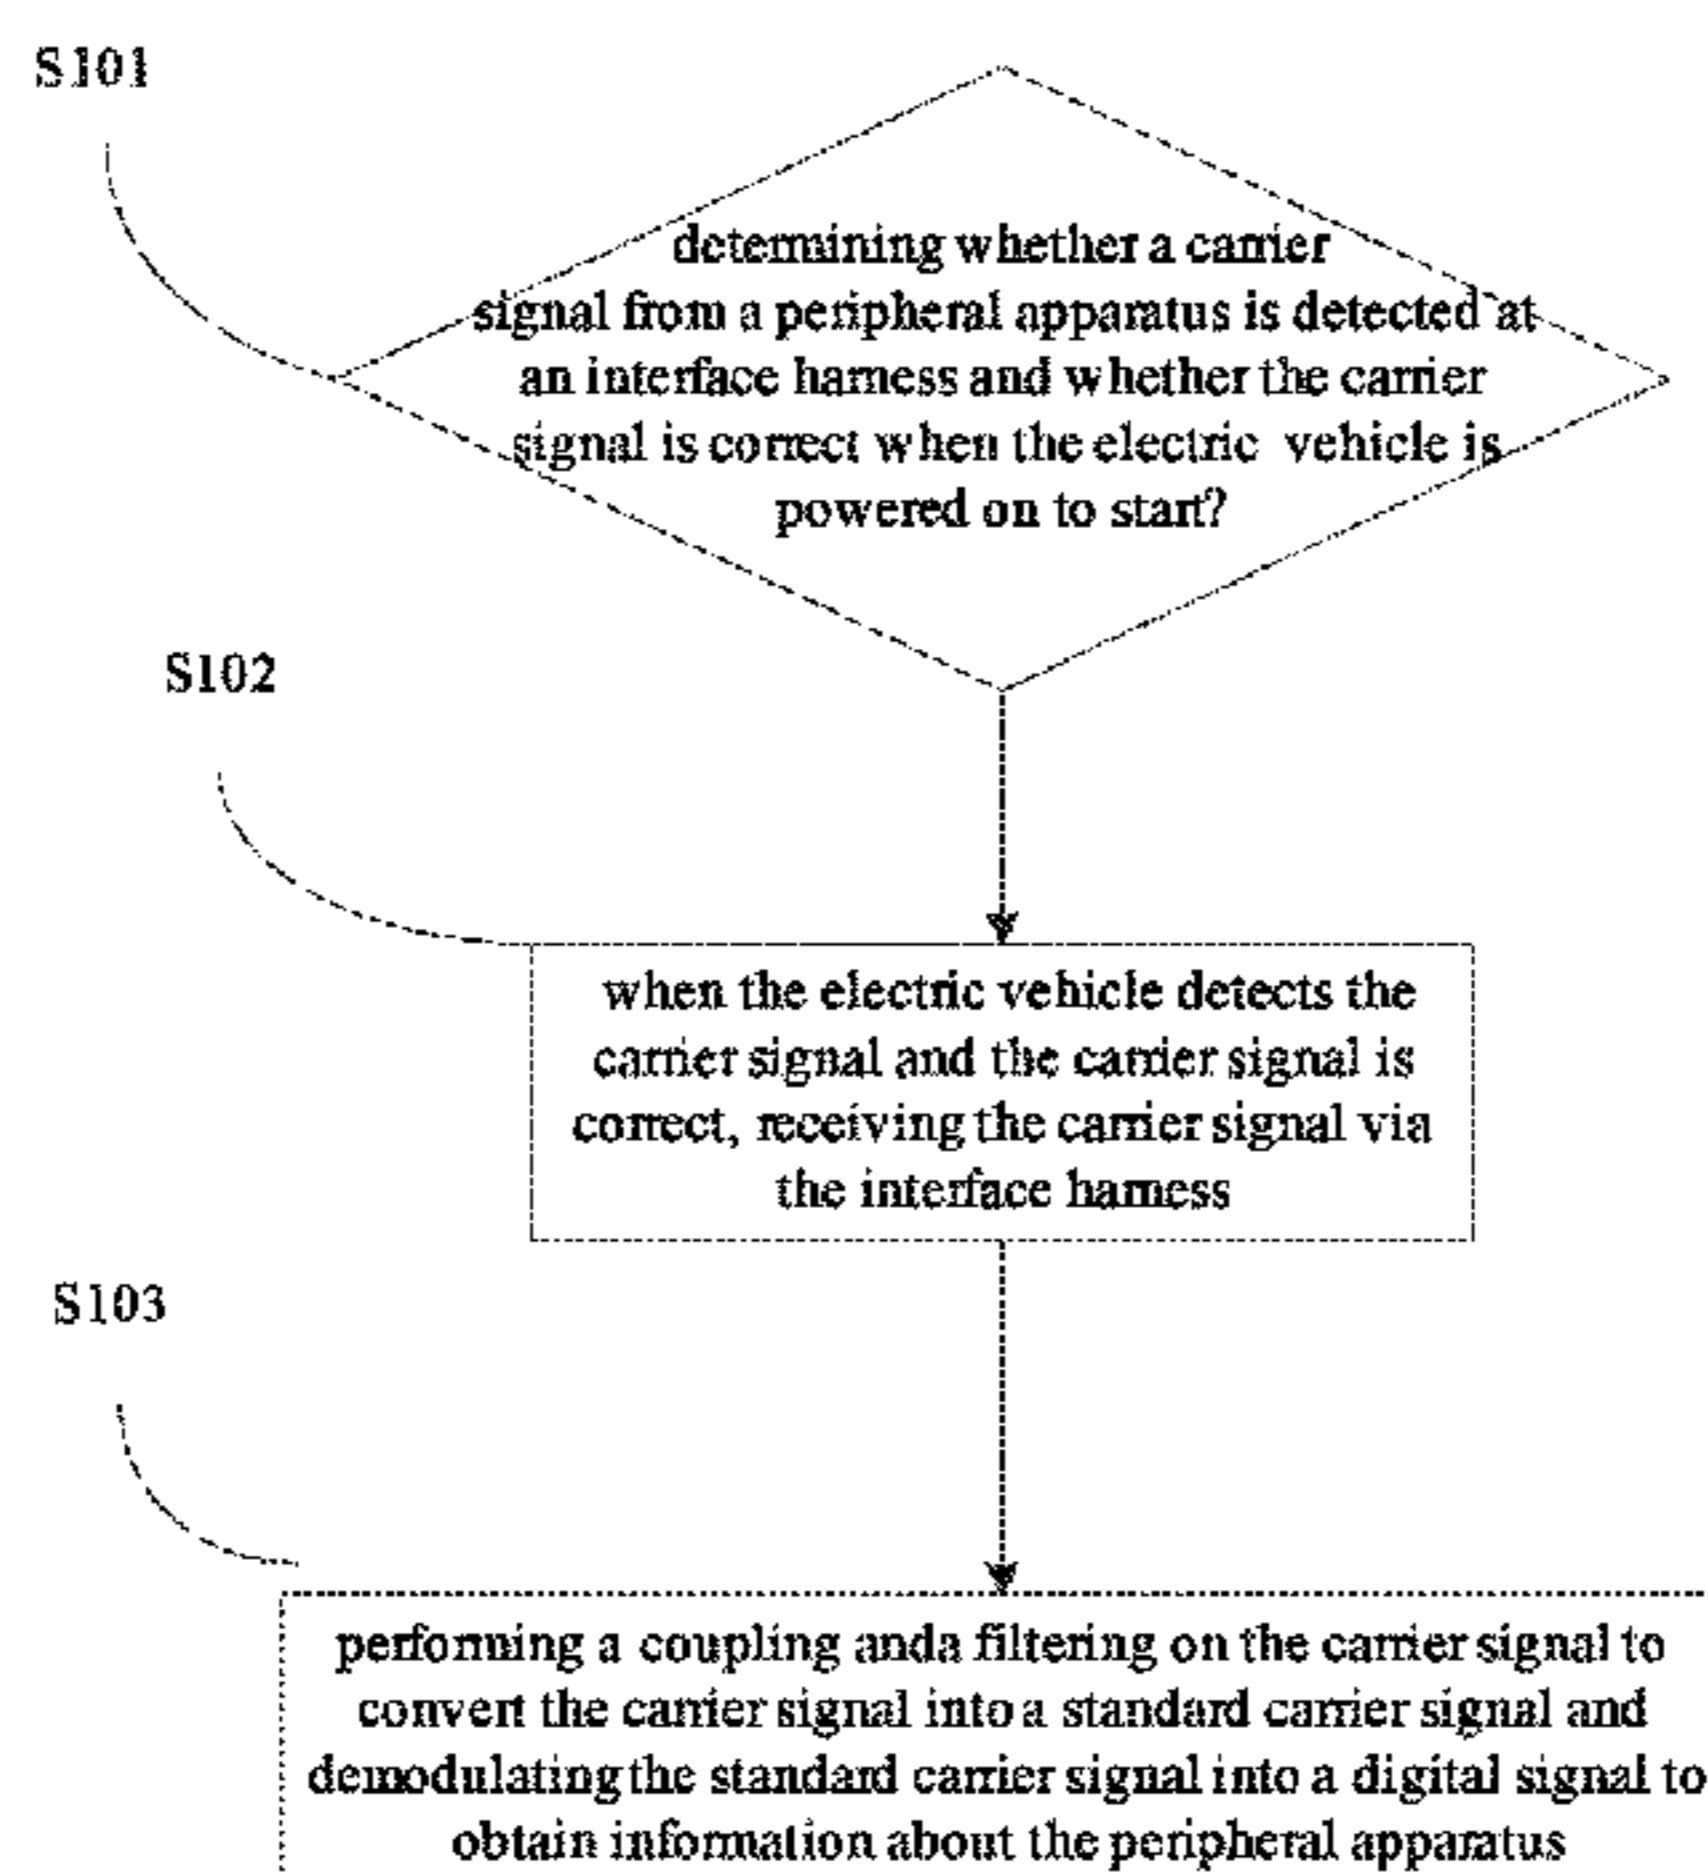 S101
determining whether a carrier
signal from a peripheral apparatus is detected at
an interface harness and whether the carrier
signal is correct when the electric vehicle is
powered on to start?
S102
when the electric vehicle detects the
carrier signal and the carrier signal is
correct, receiving the carrier signal via
the interface harness
S103
performing a coupling anda filtering on the carrier signal to
convert the carrier signal into a standard carrier signal and
demodulating the standard carrier signal into a digital signal to
obtain information about the peripheral apparatus